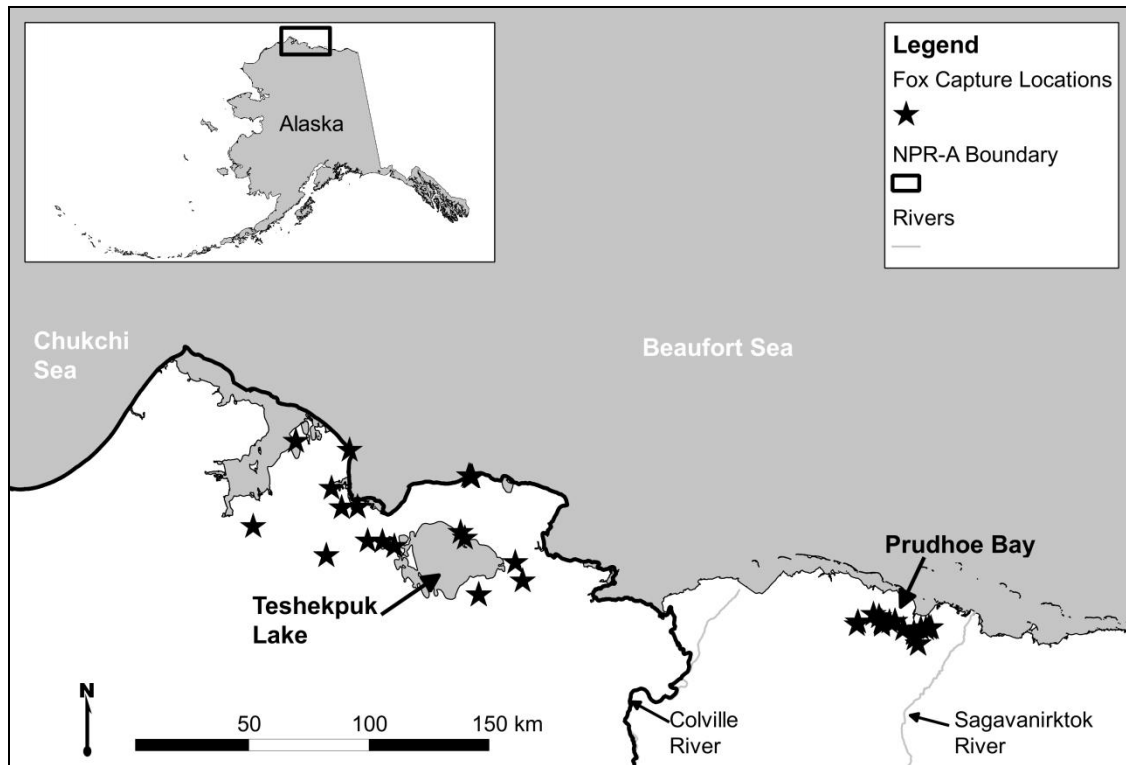 Alaska
Legend
Fox Capture Locations
NPR-A Boundary
Rivers
Chukchi
Sea
Beaufort Sea
Prudhoe Bay
Teshekpuk
Lake
N
50
100
150 km
Colville
River
Sagavanirktok
River